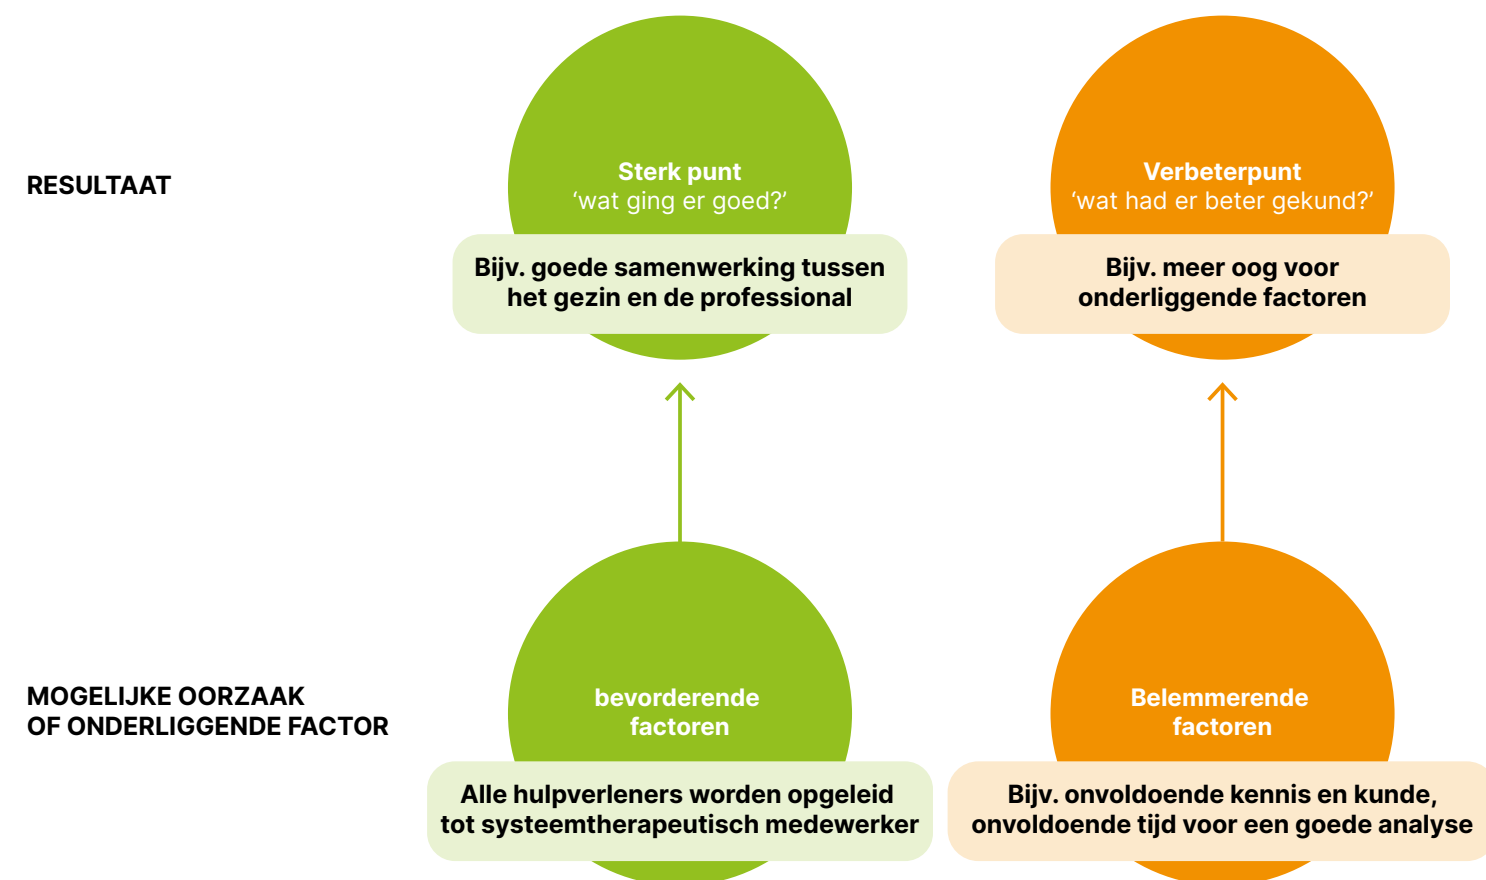 RESULTAAT
Sterk punt
‘wat ging er goed?’
Bijv. goede samenwerking tussen
het gezin en de professional
Verbeterpunt
‘wat had er beter gekund?’
Bijv. meer oog voor
onderliggende factoren
MOGELIJKE OORZAAK
OF ONDERLIGGENDE FACTOR
bevorderende
factoren
Alle hulpverleners worden opgeleid
tot systeemtherapeutisch medewerker
Belemmerende
factoren
Bijv. onvoldoende kennis en kunde,
onvoldoende tijd voor een goede analyse